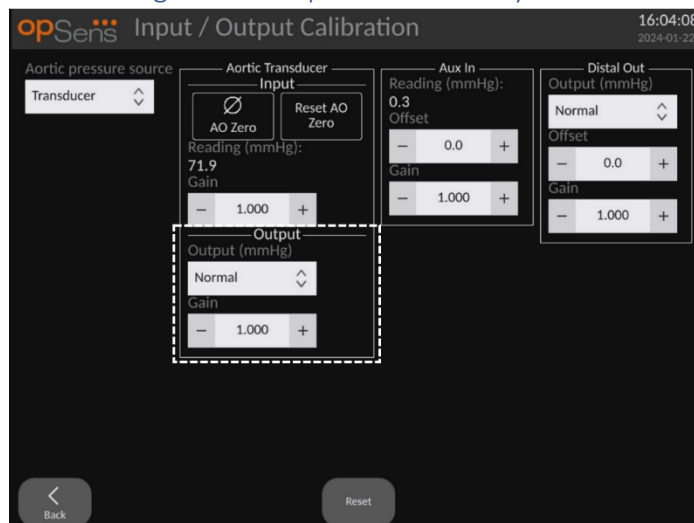 opSens Input / Output Calibration
16:04:08
2024-01-22
Aortic pressure source
Transducer
Aortic Transducer
Input
AO Zero
Reset AO
Zero
Reading (mmHg):
71.9
Gain
− 1.000 +
Output
Output (mmHg)
Normal
Gain
− 1.000 +
Aux In
Reading (mmHg):
0.3
Offset
− 0.0 +
Gain
− 1.000 +
Distal Out
Output (mmHg)
Normal
Offset
− 0.0 +
Gain
− 1.000 +
Back
Reset